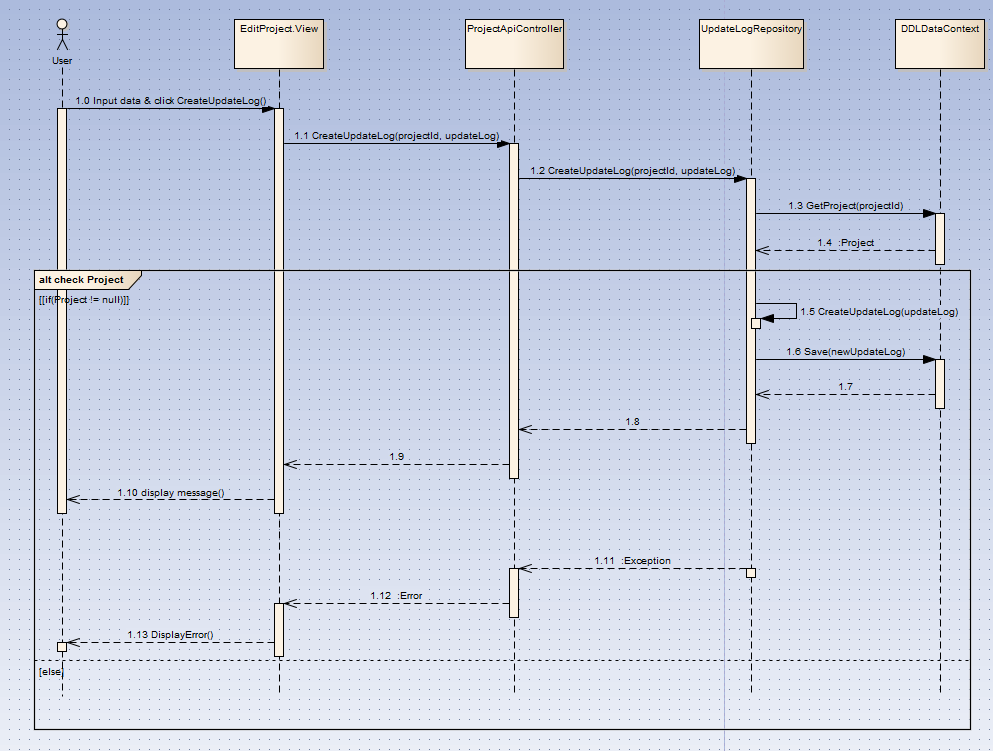 EditProject.View
ProjectApiController
UpdateLogRepository
DDLDataContext
User
1.0 Input data & click CreateUpdateLog()
1.1 CreateUpdateLog(projectId, updateLog)
1.2 CreateUpdateLog(projectId, updateLog)
1.3 GetProject(projectId)
1.4 :Project
alt check Project
[[if(Project != null)]]
1.5 CreateUpdateLog(updateLog)
1.6 Save(newUpdateLog)
1.7
1.8
1.9
1.10 display message()
1.11 :Exception
1.12 :Error
1.13 DisplayError()
[else]